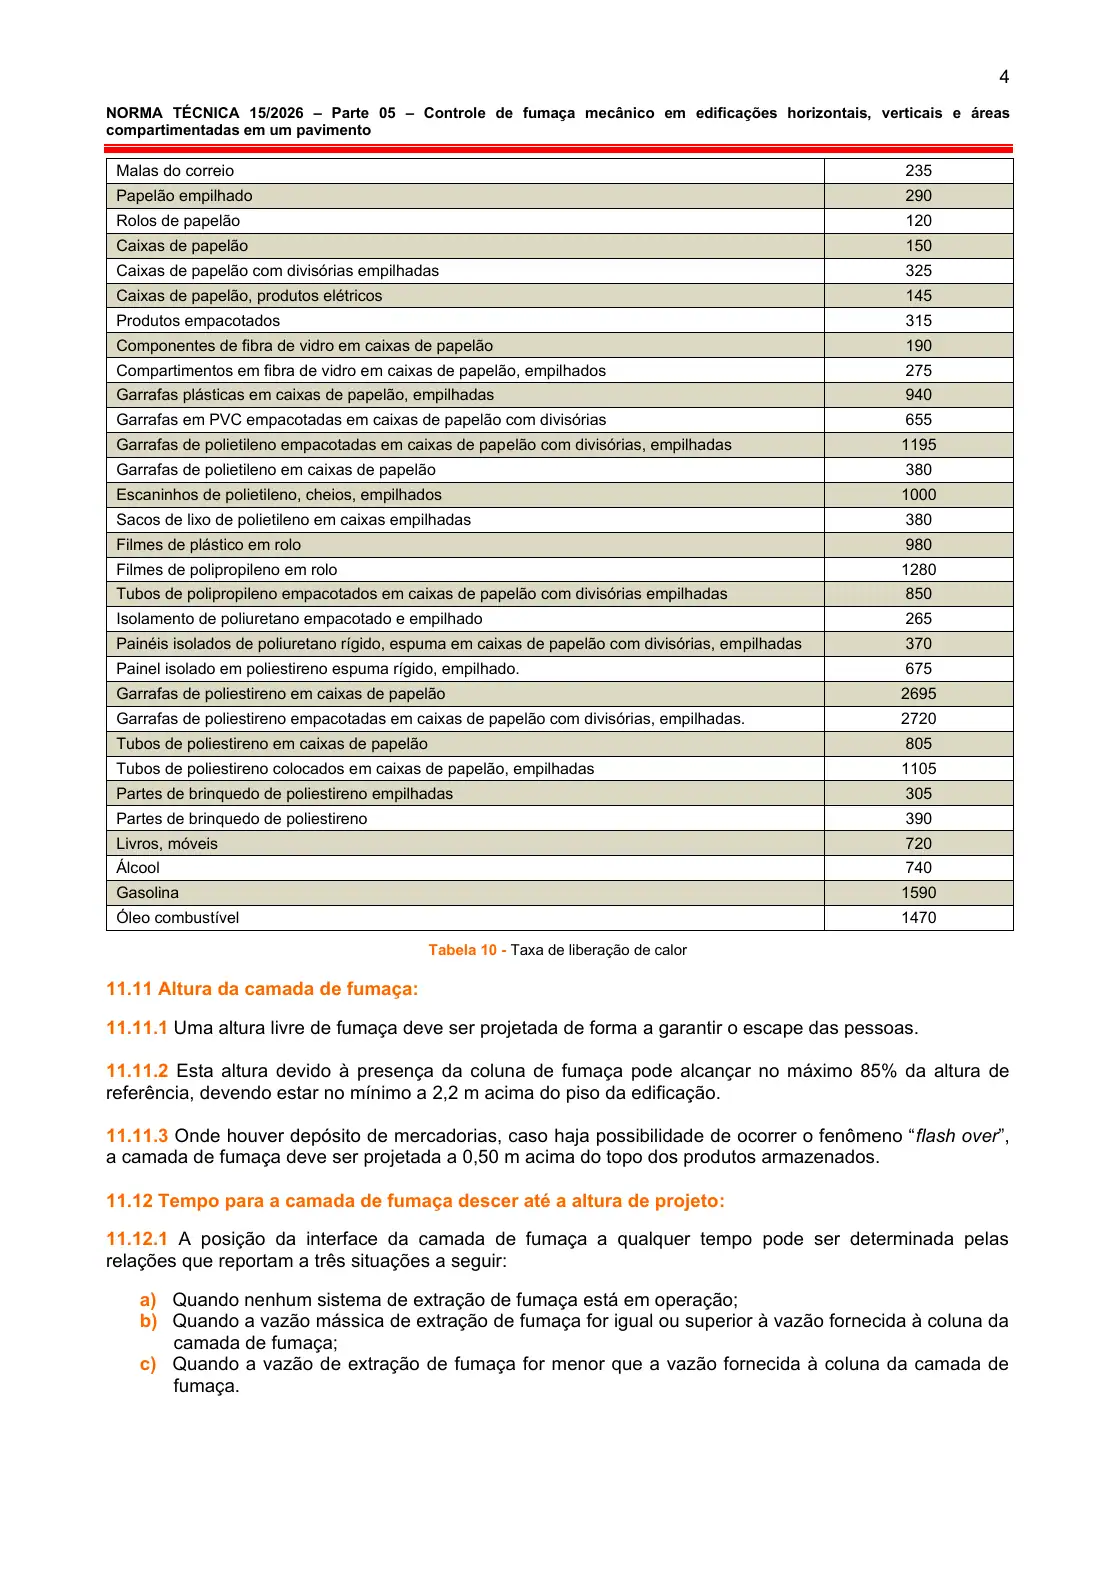 4
NORMA TÉCNICA 15/2026 – Parte 05 – Controle de fumaça mecânico em edificações horizontais, verticais e áreas
compartimentadas em um pavimento
Malas do correio 235
Papelão empilhado 290
Rolos de papelão 120
Caixas de papelão 150
Caixas de papelão com divisórias empilhadas 325
Caixas de papelão, produtos elétricos 145
Produtos empacotados 315
Componentes de fibra de vidro em caixas de papelão 190
Compartimentos em fibra de vidro em caixas de papelão, empilhados 275
Garrafas plásticas em caixas de papelão, empilhadas 940
Garrafas em PVC empacotadas em caixas de papelão com divisórias 655
Garrafas de polietileno empacotadas em caixas de papelão com divisórias, empilhadas 1195
Garrafas de polietileno em caixas de papelão 380
Escaninhos de polietileno, cheios, empilhados 1000
Sacos de lixo de polietileno em caixas empilhadas 380
Filmes de plástico em rolo 980
Filmes de polipropileno em rolo 1280
Tubos de polipropileno empacotados em caixas de papelão com divisórias empilhadas 850
Isolamento de poliuretano empacotado e empilhado 265
Painéis isolados de poliuretano rígido, espuma em caixas de papelão com divisórias, empilhadas 370
Painel isolado em poliestireno espuma rígido, empilhado. 675
Garrafas de poliestireno em caixas de papelão 2695
Garrafas de poliestireno empacotadas em caixas de papelão com divisórias, empilhadas. 2720
Tubos de poliestireno em caixas de papelão 805
Tubos de poliestireno colocados em caixas de papelão, empilhadas 1105
Partes de brinquedo de poliestireno empilhadas 305
Partes de brinquedo de poliestireno 390
Livros, móveis 720
Álcool 740
Gasolina 1590
Óleo combustível 1470
Tabela 10 - Taxa de liberação de calor
11.11 Altura da camada de fumaça:
11.11.1 Uma altura livre de fumaça deve ser projetada de forma a garantir o escape das pessoas.
11.11.2 Esta altura devido à presença da coluna de fumaça pode alcançar no máximo 85% da altura de
referência, devendo estar no mínimo a 2,2 m acima do piso da edificação.
11.11.3 Onde houver depósito de mercadorias, caso haja possibilidade de ocorrer o fenômeno “flash over”,
a camada de fumaça deve ser projetada a 0,50 m acima do topo dos produtos armazenados.
11.12 Tempo para a camada de fumaça descer até a altura de projeto:
11.12.1 A posição da interface da camada de fumaça a qualquer tempo pode ser determinada pelas
relações que reportam a três situações a seguir:
a) Quando nenhum sistema de extração de fumaça está em operação;
b) Quando a vazão mássica de extração de fumaça for igual ou superior à vazão fornecida à coluna da
camada de fumaça;
c) Quando a vazão de extração de fumaça for menor que a vazão fornecida à coluna da camada de
fumaça.